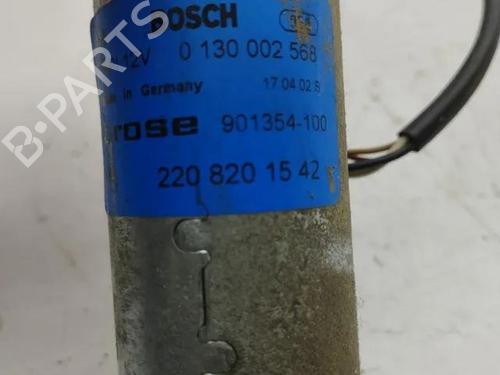 BOSCH
12V 0 130 002 568
in Germany 17 04 02 S
rose 901354-100
220 820 15 42
B-PARTS